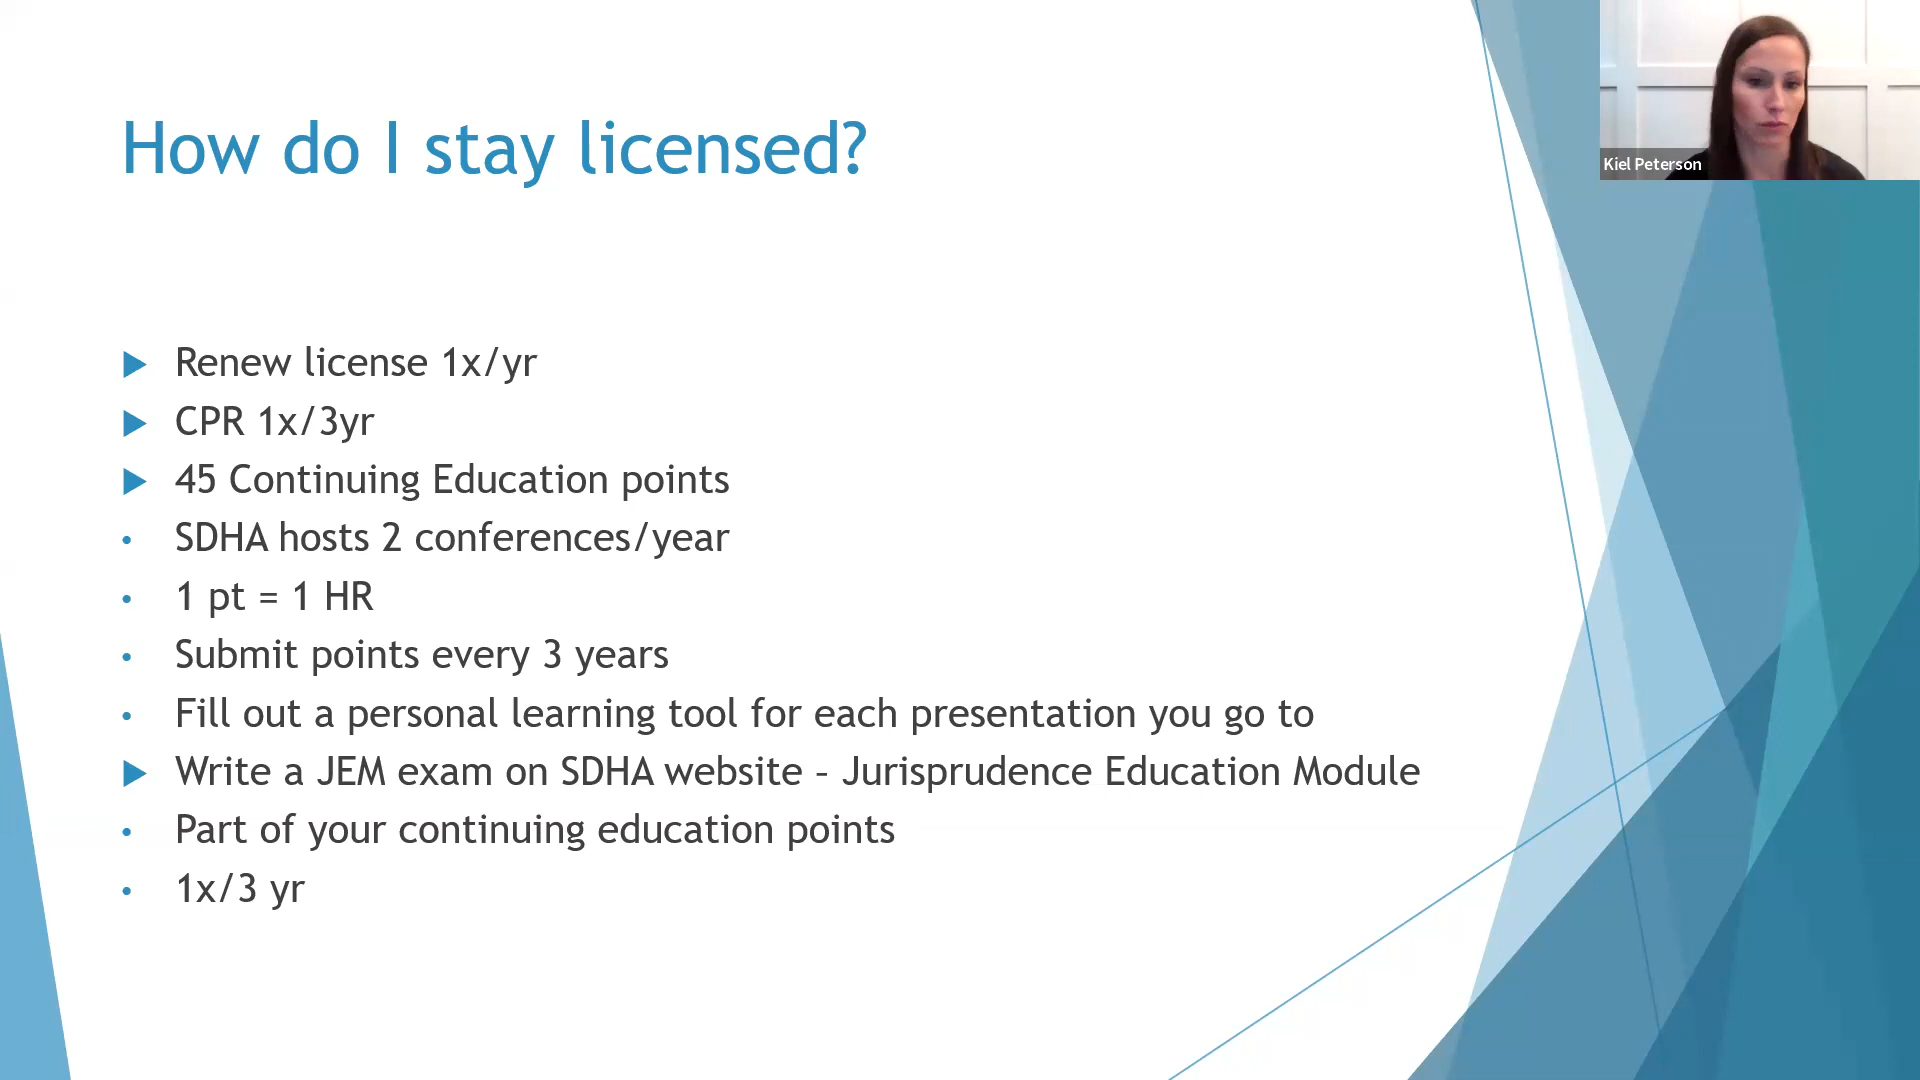 How do I stay licensed?
Kiel Peterson
Renew license 1x/yr
CPR 1x/3yr
45 Continuing Education points
SDHA hosts 2 conferences/year
1 pt = 1 HR
Submit points every 3 years
Fill out a personal learning tool for each presentation you go to
Write a JEM exam on SDHA website – Jurisprudence Education Module
Part of your continuing education points
1x/3 yr